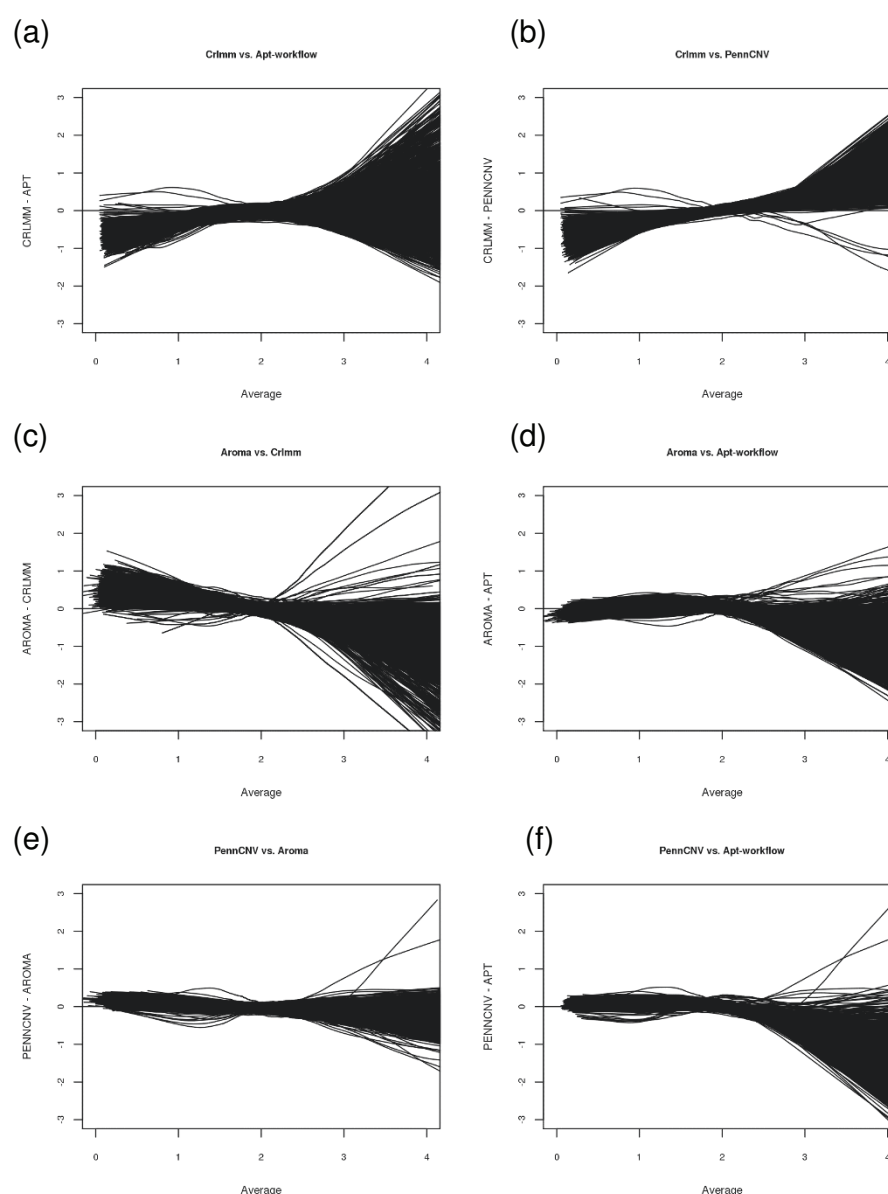 (a)
Crlmm vs. Apt-workflow
3
2
1
0
-1
-2
-3
CRLMM - APT
0 1 2 3 4
Average
(b)
Crlmm vs. PennCNV
3
2
1
0
-1
-2
-3
CRLMM - PENNCNV
0 1 2 3 4
Average
(c)
Aroma vs. Crlmm
3
2
1
0
-1
-2
-3
AROMA - CRLMM
0 1 2 3 4
Average
(d)
Aroma vs. Apt-workflow
3
2
1
0
-1
-2
-3
AROMA - APT
0 1 2 3 4
Average
(e)
PennCNV vs. Aroma
3
2
1
0
-1
-2
-3
PENNCNV - AROMA
0 1 2 3 4
Average
(f)
PennCNV vs. Apt-workflow
3
2
1
0
-1
-2
-3
PENNCNV - APT
0 1 2 3 4
Average